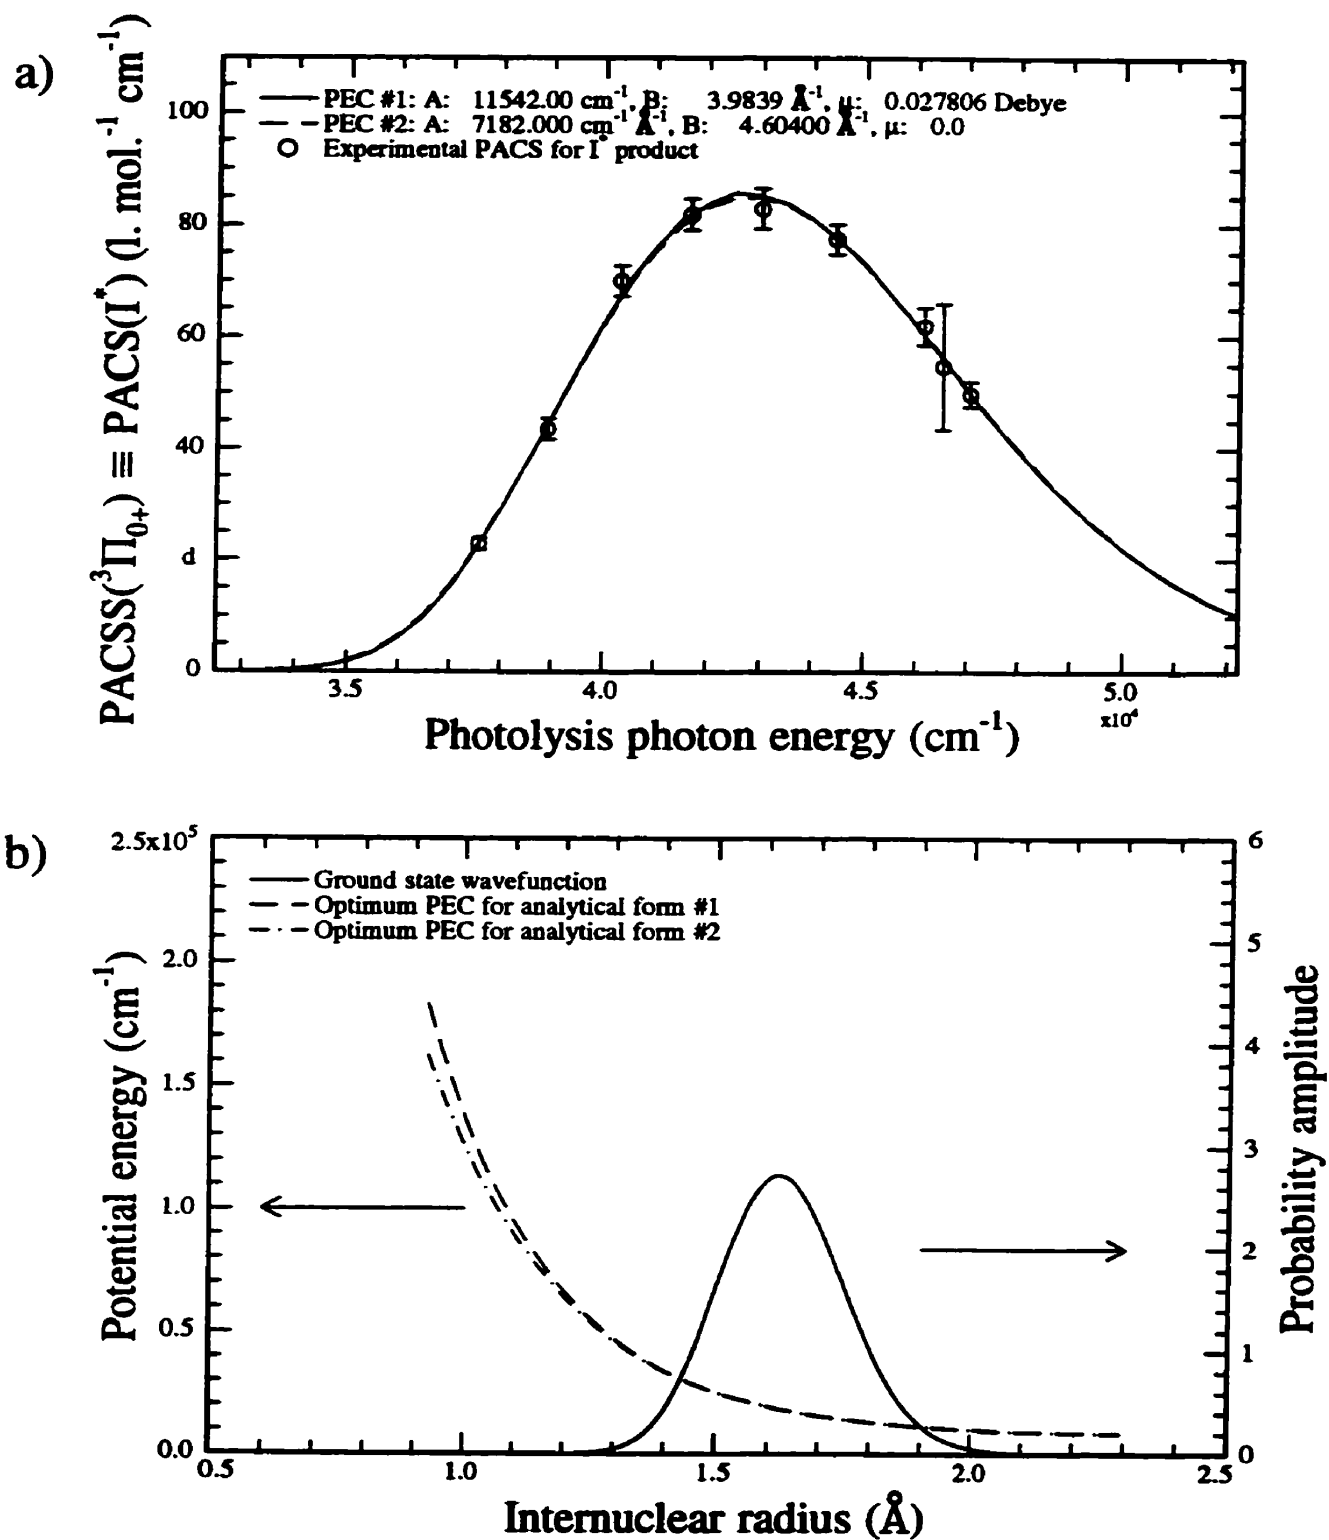 a)
PACSS(³Π₀₊) ≡ PACS(I*) (l. mol.⁻¹ cm⁻¹)
100
80
60
40
d
0
PEC #1: A: 11542.00 cm⁻¹, B: 3.9839 Å⁻¹, μ: 0.027806 Debye
PEC #2: A: 7182.000 cm⁻¹ Å⁻¹, B: 4.60400 Å⁻¹, μ: 0.0
Experimental PACS for I* product
3.5 4.0 4.5 5.0
x10⁴
Photolysis photon energy (cm⁻¹)
b)
Potential energy (cm⁻¹)
2.5x10⁵
2.0
1.5
1.0
0.5
0.0
Ground state wavefunction
Optimum PEC for analytical form #1
Optimum PEC for analytical form #2
6
5
4
3
2
1
0
Probability amplitude
0.5 1.0 1.5 2.0 2.5
Internuclear radius (Å)